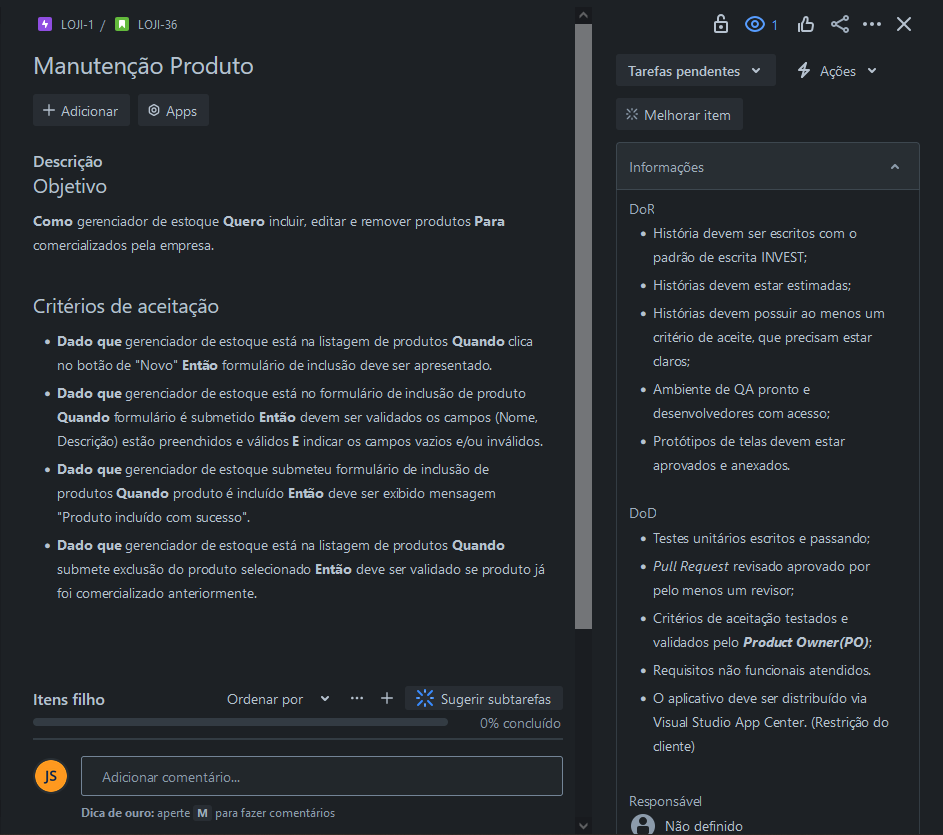 LOJI-1 / LOJI-36
Manutenção Produto
+ Adicionar
Apps
Descrição
Objetivo
Como gerenciador de estoque Quero incluir, editar e remover produtos Para
comercializados pela empresa.
Critérios de aceitação
• Dado que gerenciador de estoque está na listagem de produtos Quando clica
no botão de "Novo" Então formulário de inclusão deve ser apresentado.
• Dado que gerenciador de estoque está no formulário de inclusão de produto
Quando formulário é submetido Então devem ser validados os campos (Nome,
Descrição) estão preenchidos e válidos E indicar os campos vazios e/ou inválidos.
• Dado que gerenciador de estoque submeteu formulário de inclusão de
produtos Quando produto é incluído Então deve ser exibido mensagem
"Produto incluído com sucesso".
• Dado que gerenciador de estoque está na listagem de produtos Quando
submete exclusão do produto selecionado Então deve ser validado se produto já
foi comercializado anteriormente.
Itens filho
Ordenar por
Sugerir subtarefas
0% concluído
JS
Adicionar comentário...
Dica de ouro: aperte M para fazer comentários
1
Tarefas pendentes
Ações
Melhorar item
Informações
DoR
• História devem ser escritos com o
padrão de escrita INVEST;
• Histórias devem estar estimadas;
• Histórias devem possuir ao menos um
critério de aceite, que precisam estar
claros;
• Ambiente de QA pronto e
desenvolvedores com acesso;
• Protótipos de telas devem estar
aprovados e anexados.
DoD
• Testes unitários escritos e passando;
• Pull Request revisado aprovado por
pelo menos um revisor;
• Critérios de aceitação testados e
validados pelo Product Owner(PO);
• Requisitos não funcionais atendidos.
• O aplicativo deve ser distribuído via
Visual Studio App Center. (Restrição do
cliente)
Responsável
Não definido